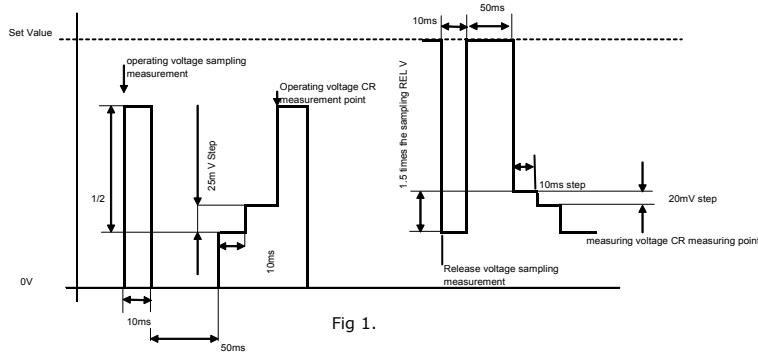 10ms
50ms
Set Value
operating voltage sampling
measurement
Operating voltage CR
measurement point
25m V Step
1.5 times the sampling REL V
1/2
10ms step
20mV step
measuring voltage CR measuring point
10ms
Release voltage sampling
measurement
0V
10ms
50ms
Fig 1.